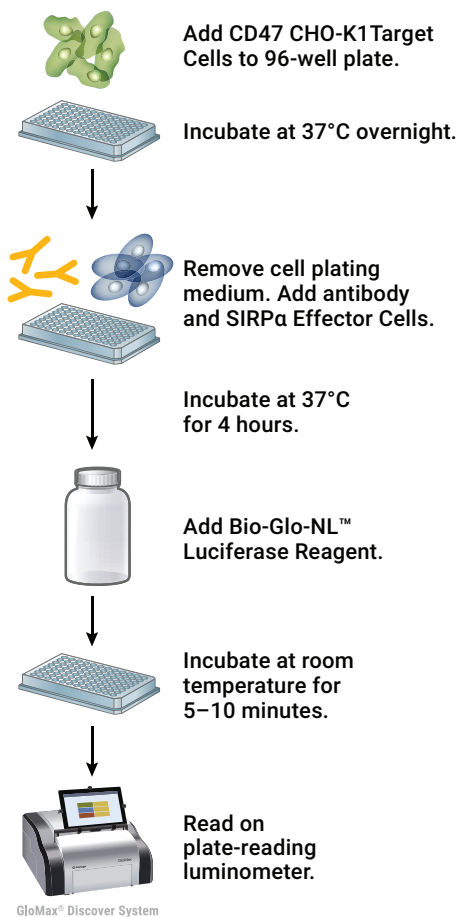 Add CD47 CHO-K1Target
Cells to 96-well plate.
Incubate at 37°C overnight.
Remove cell plating
medium. Add antibody
and SIRPα Effector Cells.
Incubate at 37°C
for 4 hours.
Add Bio-Glo-NL™
Luciferase Reagent.
Incubate at room
temperature for
5–10 minutes.
Read on
plate-reading
luminometer.
GloMax® Discover System